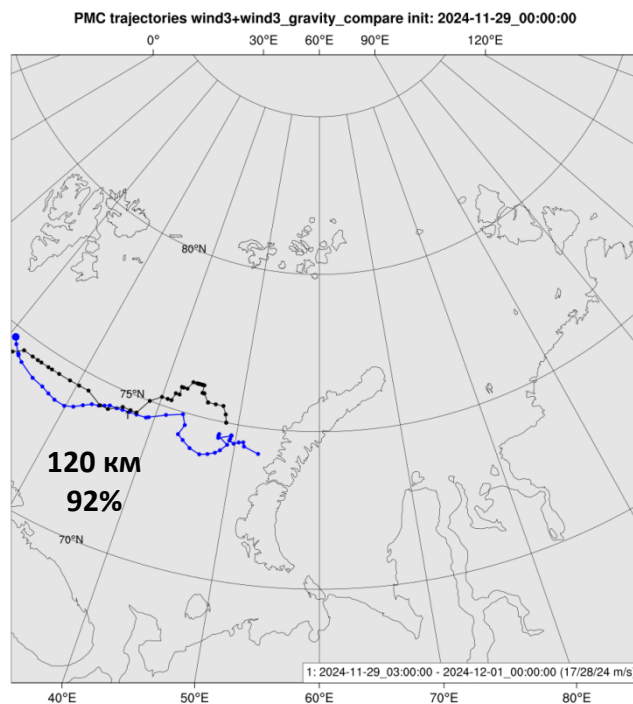 PMC trajectories wind3+wind3_gravity_compare init: 2024-11-29_00:00:00
0° 30°E 60°E 90°E 120°E
80°N
75°N
120 км
92%
70°N
1: 2024-11-29_03:00:00 - 2024-12-01_00:00:00 (17/28/24 m/s
40°E 50°E 60°E 70°E 80°E